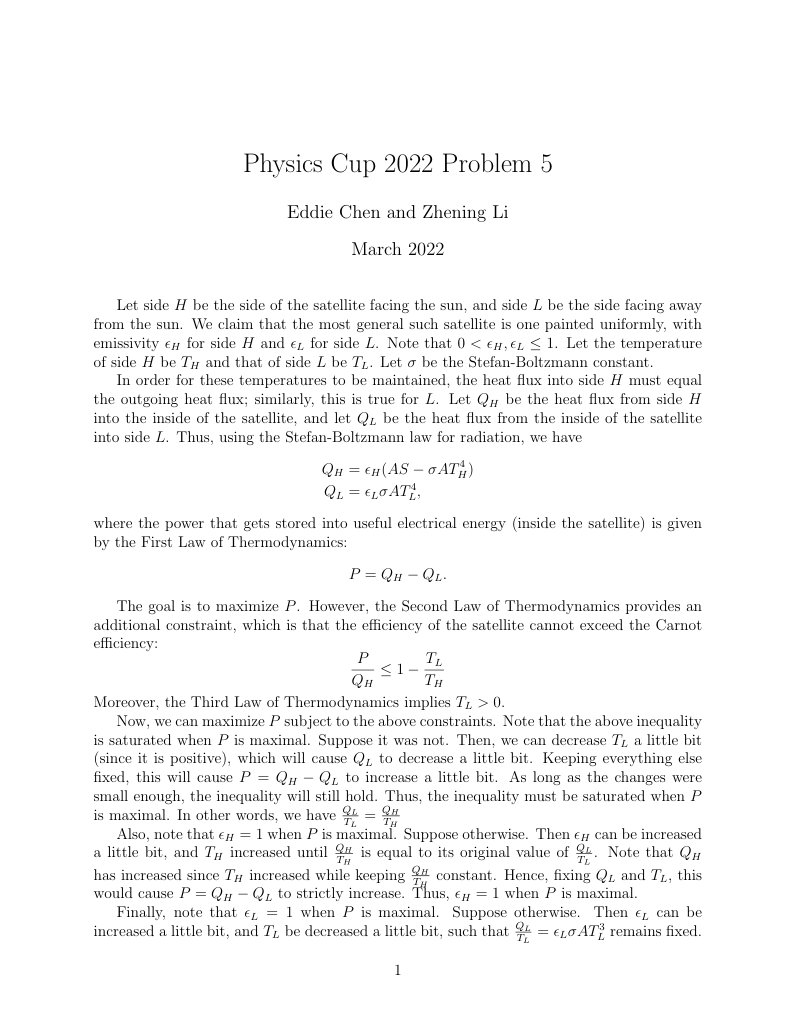 Physics Cup 2022 Problem 5
Eddie Chen and Zhening Li
March 2022
Let side H be the side of the satellite facing the sun, and side L be the side facing away
from the sun. We claim that the most general such satellite is one painted uniformly, with
emissivity ϵ_H for side H and ϵ_L for side L. Note that 0 < ϵ_H, ϵ_L ≤ 1. Let the temperature
of side H be T_H and that of side L be T_L. Let σ be the Stefan-Boltzmann constant.
In order for these temperatures to be maintained, the heat flux into side H must equal
the outgoing heat flux; similarly, this is true for L. Let Q_H be the heat flux from side H
into the inside of the satellite, and let Q_L be the heat flux from the inside of the satellite
into side L. Thus, using the Stefan-Boltzmann law for radiation, we have
Q_H = ϵ_H(AS − σAT_H^4)
Q_L = ϵ_LσAT_L^4,
where the power that gets stored into useful electrical energy (inside the satellite) is given
by the First Law of Thermodynamics:
P = Q_H − Q_L.
The goal is to maximize P. However, the Second Law of Thermodynamics provides an
additional constraint, which is that the efficiency of the satellite cannot exceed the Carnot
efficiency:
P/Q_H ≤ 1 − T_L/T_H
Moreover, the Third Law of Thermodynamics implies T_L > 0.
Now, we can maximize P subject to the above constraints. Note that the above inequality
is saturated when P is maximal. Suppose it was not. Then, we can decrease T_L a little bit
(since it is positive), which will cause Q_L to decrease a little bit. Keeping everything else
fixed, this will cause P = Q_H − Q_L to increase a little bit. As long as the changes were
small enough, the inequality will still hold. Thus, the inequality must be saturated when P
is maximal. In other words, we have Q_L/T_L = Q_H/T_H
Also, note that ϵ_H = 1 when P is maximal. Suppose otherwise. Then ϵ_H can be increased
a little bit, and T_H increased until Q_H/T_H is equal to its original value of Q_L/T_L. Note that Q_H
has increased since T_H increased while keeping Q_H/T_H constant. Hence, fixing Q_L and T_L, this
would cause P = Q_H − Q_L to strictly increase. Thus, ϵ_H = 1 when P is maximal.
Finally, note that ϵ_L = 1 when P is maximal. Suppose otherwise. Then ϵ_L can be
increased a little bit, and T_L be decreased a little bit, such that Q_L/T_L = ϵ_LσAT_L^3 remains fixed.
1